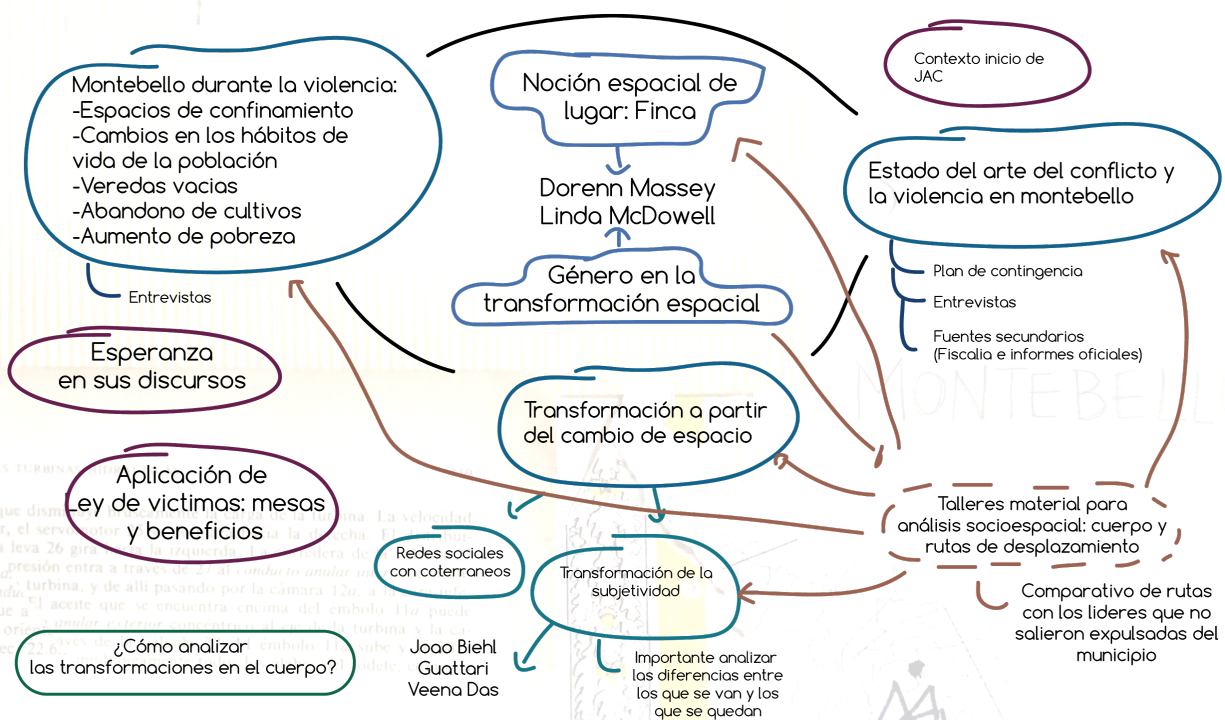 Montebello durante la violencia:
-Espacios de confinamiento
-Cambios en los hábitos de
vida de la población
-Veredas vacias
-Abandono de cultivos
-Aumento de pobreza
Entrevistas
Noción espacial de
lugar: Finca
Dorenn Massey
Linda McDowell
Género en la
transformación espacial
Contexto inicio de
JAC
Estado del arte del conflicto y
la violencia en montebello
Plan de contingencia
Entrevistas
Fuentes secundarios
(Fiscalia e informes oficiales)
MONTEBELL
Esperanza
en sus discursos
Transformación a partir
del cambio de espacio
Aplicación de
Ley de victimas: mesas
y beneficios
Redes sociales
con coterraneos
Transformación de la
subjetividad
Talleres material para
análisis socioespacial: cuerpo y
rutas de desplazamiento
Comparativo de rutas
con los lideres que no
salieron expulsadas del
municipio
¿Cómo analizar
las transformaciones en el cuerpo?
Joao Biehl
Guattari
Veena Das
Importante analizar
las diferencias entre
los que se van y los
que se quedan